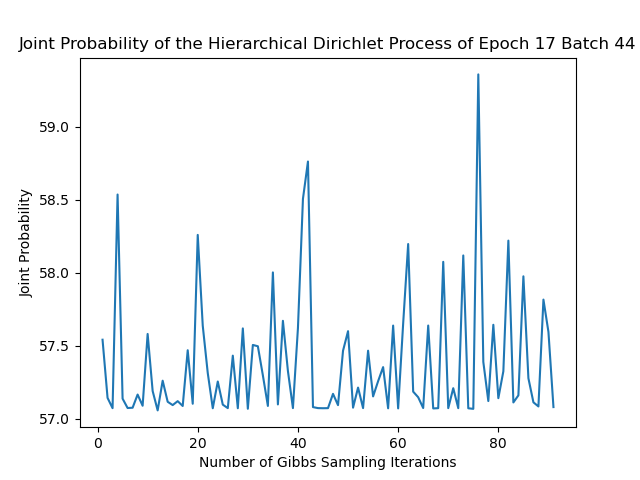 Joint Probability of the Hierarchical Dirichlet Process of Epoch 17 Batch 44
59.0
58.5
58.0
57.5
57.0
Joint Probability
0 20 40 60 80
Number of Gibbs Sampling Iterations